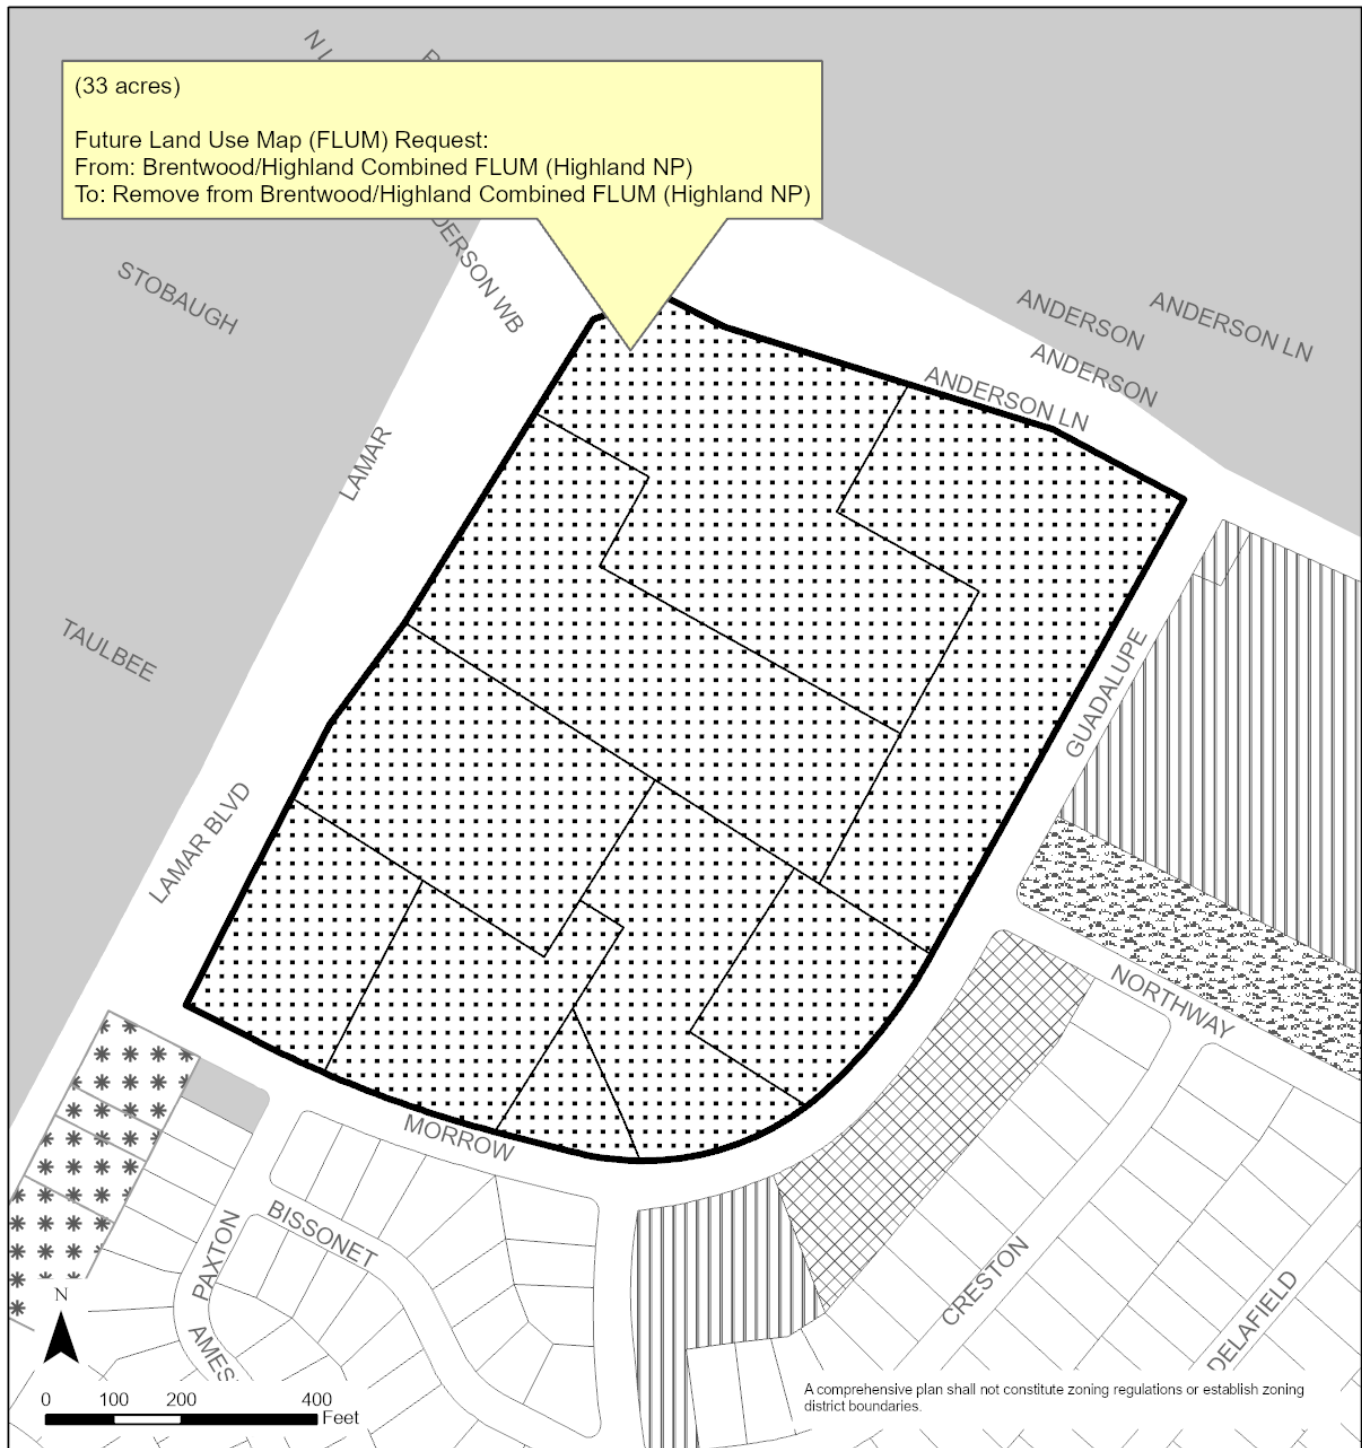 N I
(33 acres)
Future Land Use Map (FLUM) Request:
From: Brentwood/Highland Combined FLUM (Highland NP)
To: Remove from Brentwood/Highland Combined FLUM (Highland NP)
DERSON WB
STOBAUGH
ANDERSON
ANDERSON LN
ANDERSON
ANDERSON LN
LAMAR
TAULBEE
GUADALUPE
LAMAR BLVD
NORTHWAY
MORROW
BISSONET
PAXTON
CRESTON
DELAFIELD
AMES
N
0 100 200 400
Feet
A comprehensive plan shall not constitute zoning regulations or establish zoning
district boundaries.